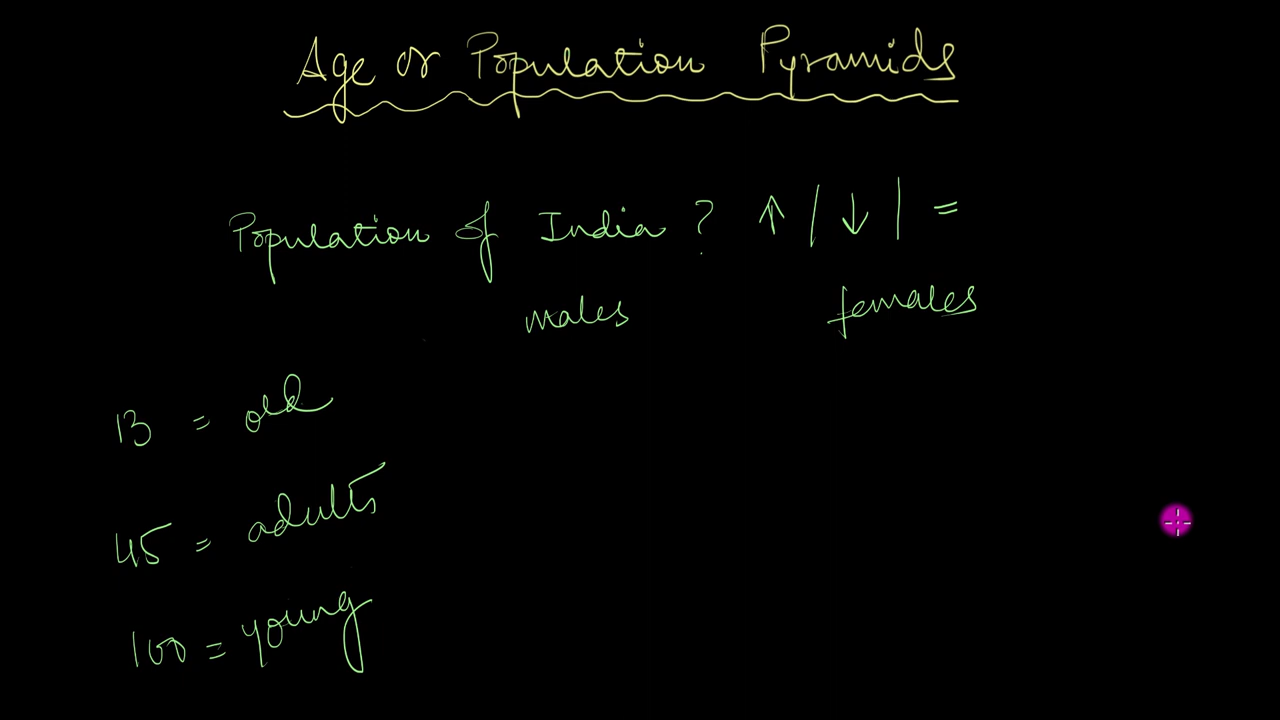 Age or Population Pyramids
Population of India ? ↑ | ↓ | =
males females
13 = old
45 = adults
100 = young